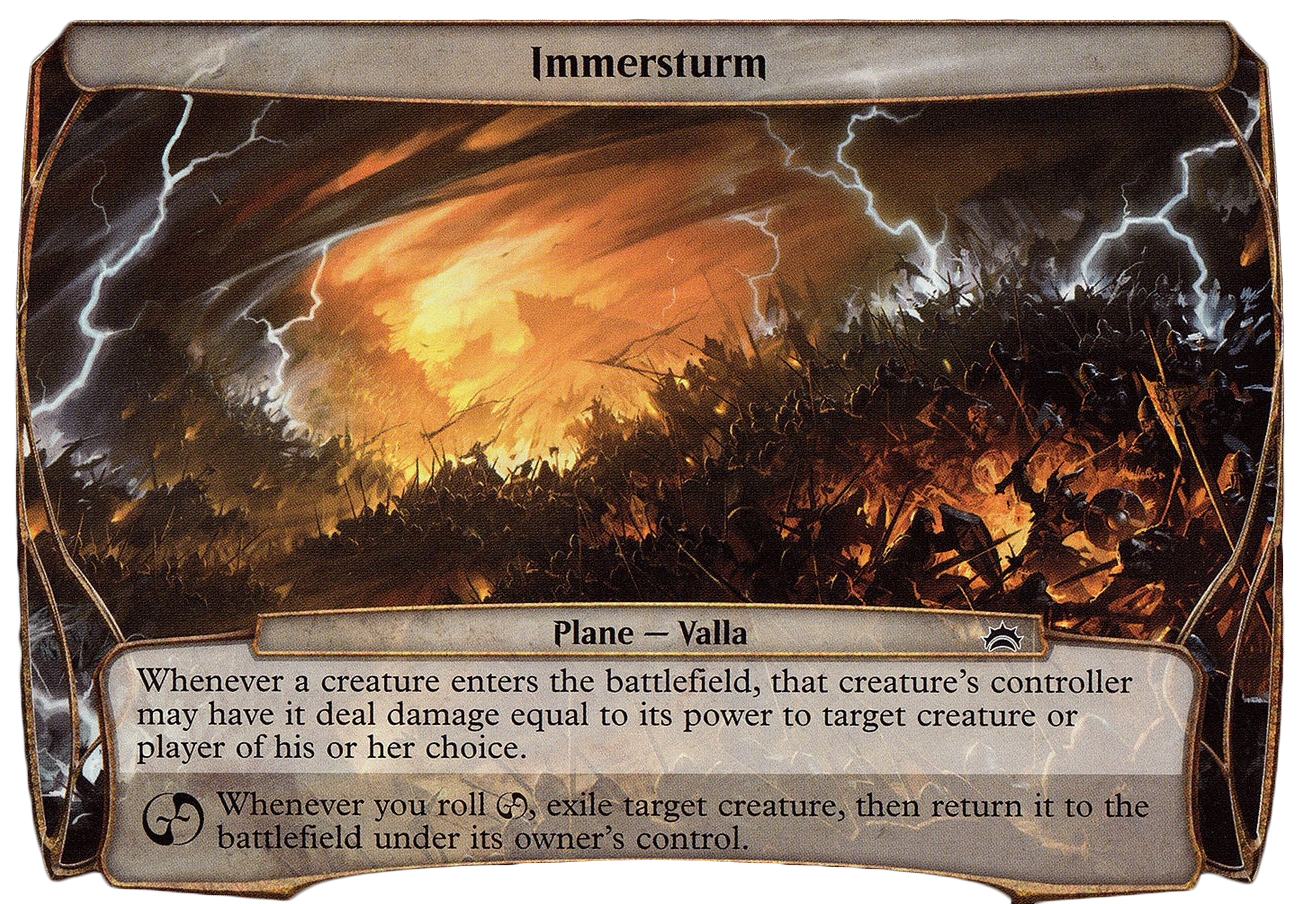 Immersturm
Plane — Valla
Whenever a creature enters the battlefield, that creature's controller
may have it deal damage equal to its power to target creature or
player of his or her choice.
Whenever you roll , exile target creature, then return it to the
battlefield under its owner's control.